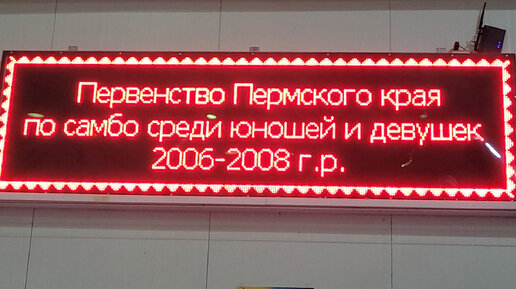 Первенство Пермского края
по самбо среди юношей и девушек
2006-2008 г.р.